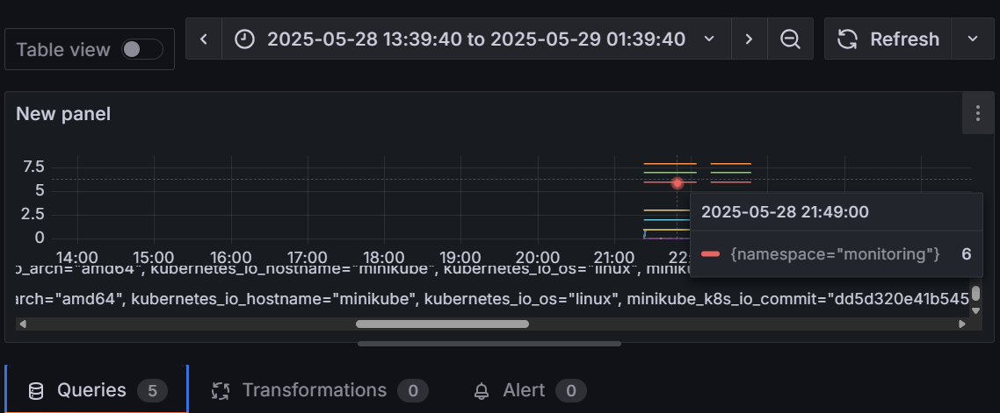 Table view
2025-05-28 13:39:40 to 2025-05-29 01:39:40
Refresh
New panel
7.5
5
2.5
0
14:00 15:00 16:00 17:00 18:00 19:00 20:00 21:00 22:
2025-05-28 21:49:00
{namespace="monitoring"} 6
o_arch="amd64", kubernetes_io_hostname="minikube", kubernetes_io_os="linux",
arch="amd64", kubernetes_io_hostname="minikube", kubernetes_io_os="linux", minikube_k8s_io_commit="dd5d320e41b545
Queries 5
Transformations 0
Alert 0